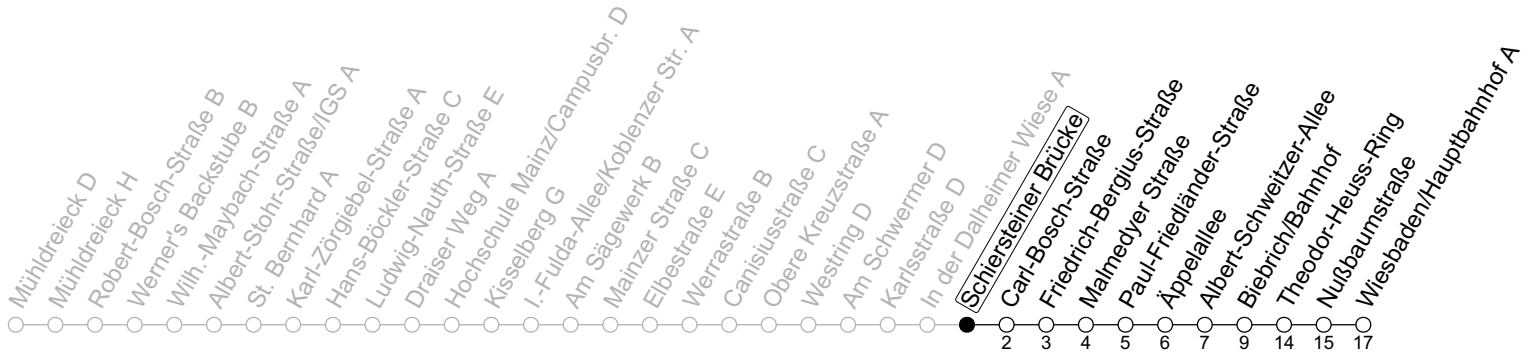 Mühldreieck D
Mühldreieck H
Robert-Bosch-Straße B
Werner's Backstube B
Wilh.-Maybach-Straße A
Albert-Stohr-Straße/IGS A
St. Bernhard A
Karl-Zörgiebel-Straße A
Hans-Böckler-Straße C
Ludwig-Nauth-Straße E
Draiser Weg A
Hochschule Mainz/Campusbr. D
Kisselberg G
I.-Fulda-Allee/Koblenzer Str. A
Am Sägewerk B
Mainzer Straße C
Elbestraße E
Werrastraße B
Canisiusstraße C
Obere Kreuzstraße A
Westring D
Am Schwermer D
Karlsstraße D
In der Dalheimer Wiese A
Schiersteiner Brücke
Carl-Bosch-Straße
Friedrich-Bergius-Straße
Malmedyer Straße
Paul-Friedländer-Straße
Äppelallee
Albert-Schweitzer-Allee
Biebrich/Bahnhof
Theodor-Heuss-Ring
Nußbaumstraße
Wiesbaden/Hauptbahnhof A
2 3 4 5 6 7 9 14 15 17